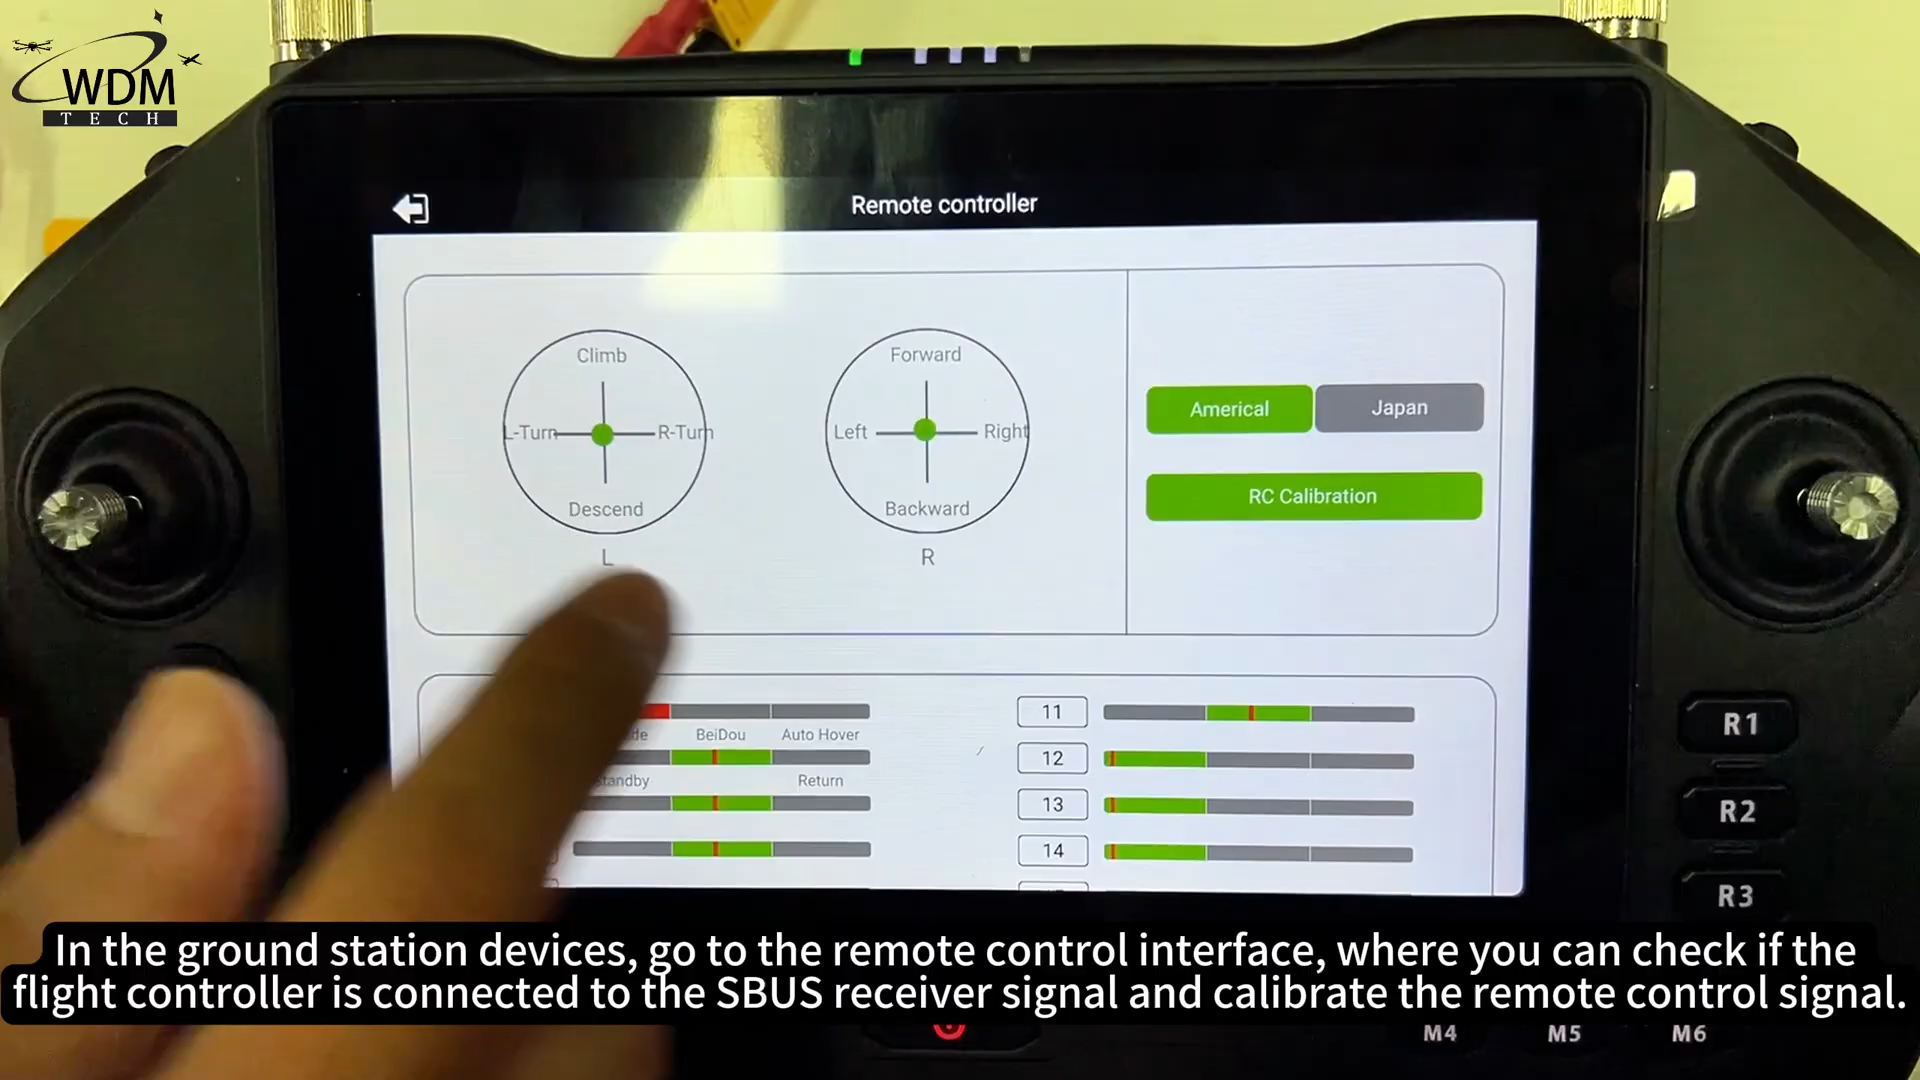 WDM
TECH
Remote controller
Climb
L-Turn
R-Turn
Descend
L
Forward
Left
Right
Backward
R
Americal
Japan
RC Calibration
BeiDou
Auto Hover
Return
11
12
13
14
R1
R2
R3
In the ground station devices, go to the remote control interface, where you can check if the
flight controller is connected to the SBUS receiver signal and calibrate the remote control signal.
M4
M5
M6